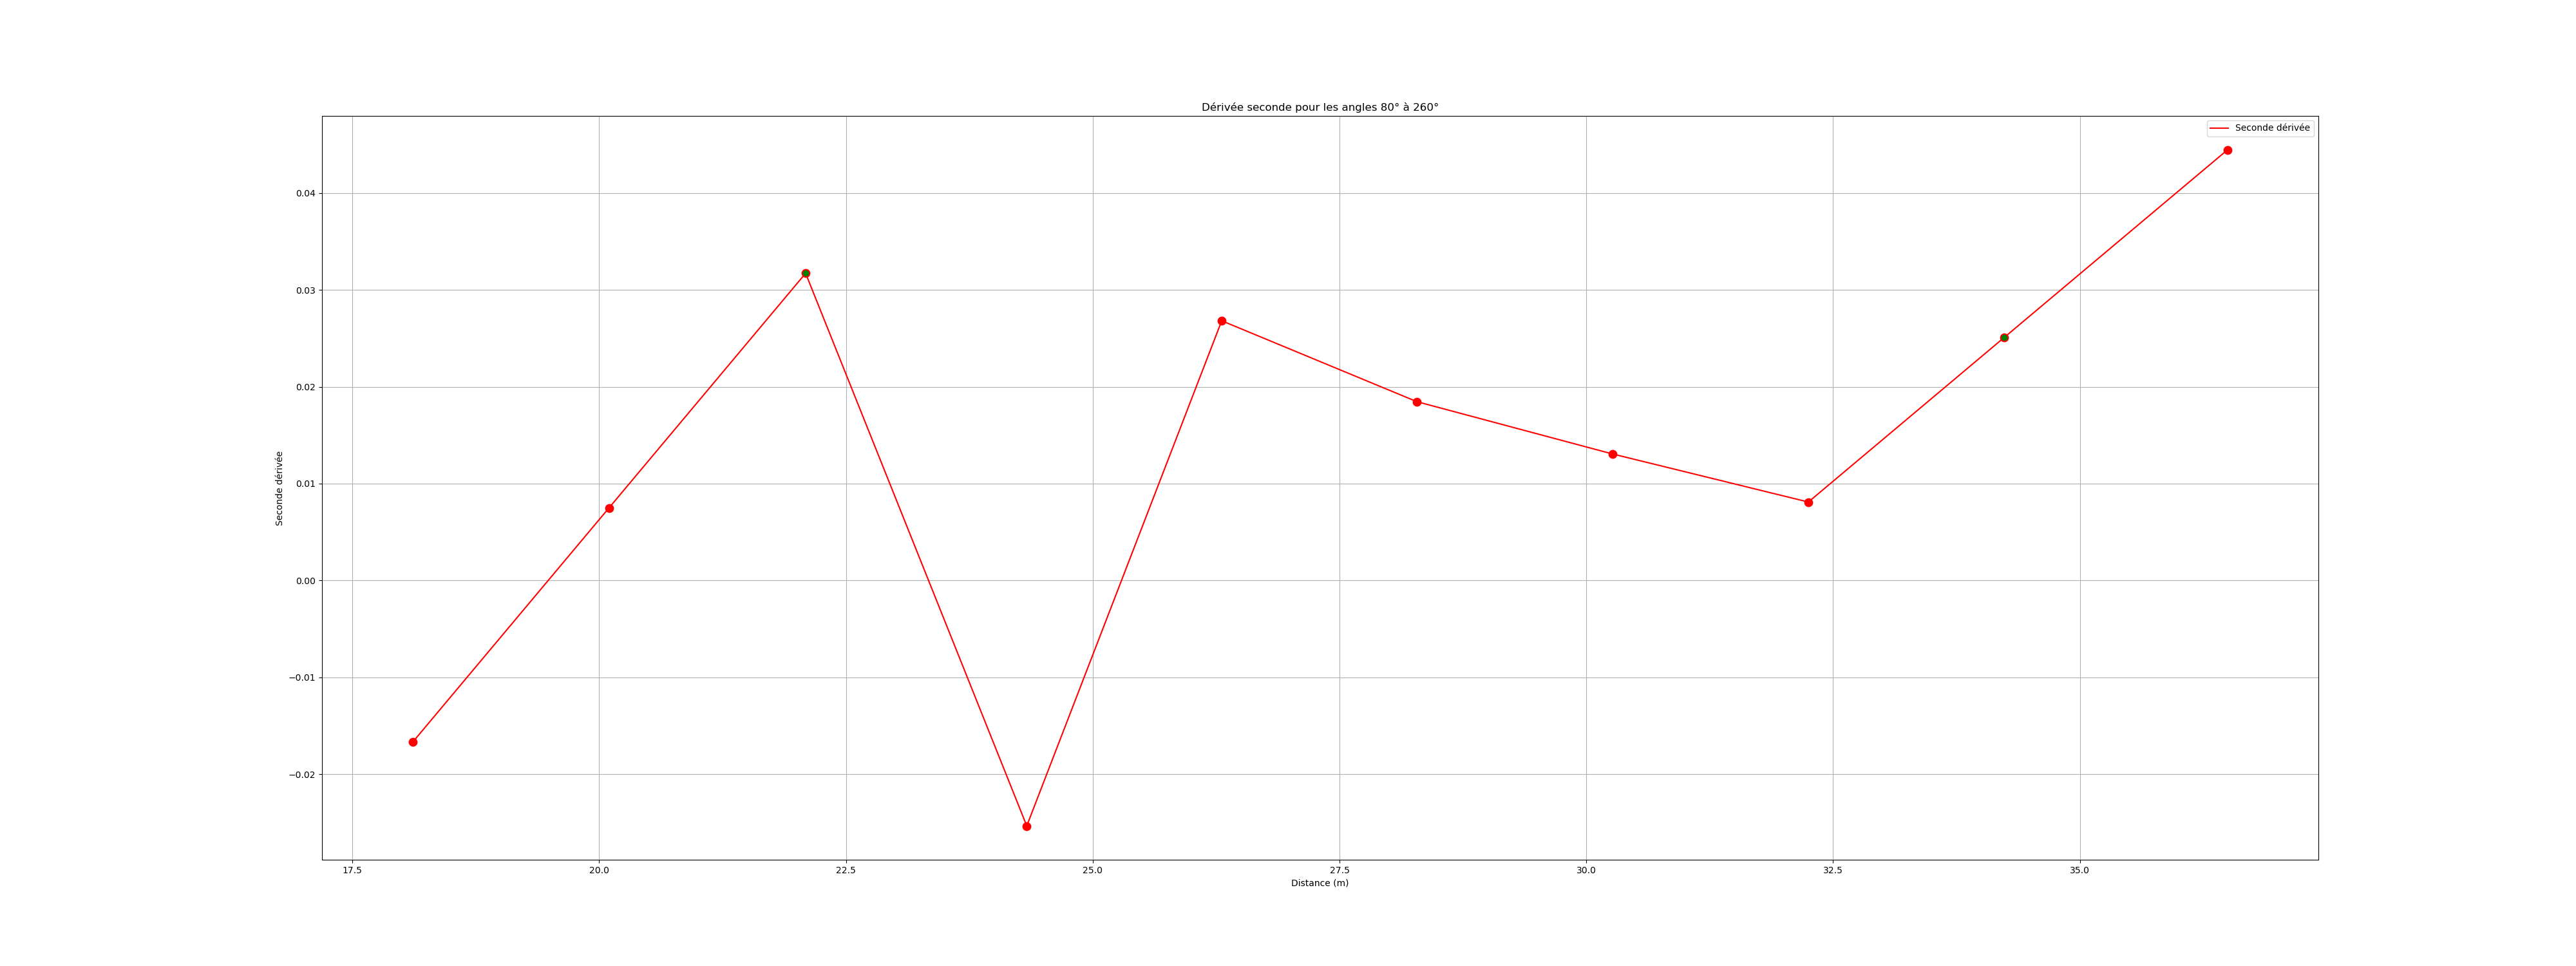 Dérivée seconde pour les angles 80° à 260°
Seconde dérivée
0.04
0.03
0.02
0.01
0.00
−0.01
−0.02
Seconde dérivée
17.5 20.0 22.5 25.0 27.5 30.0 32.5 35.0
Distance (m)